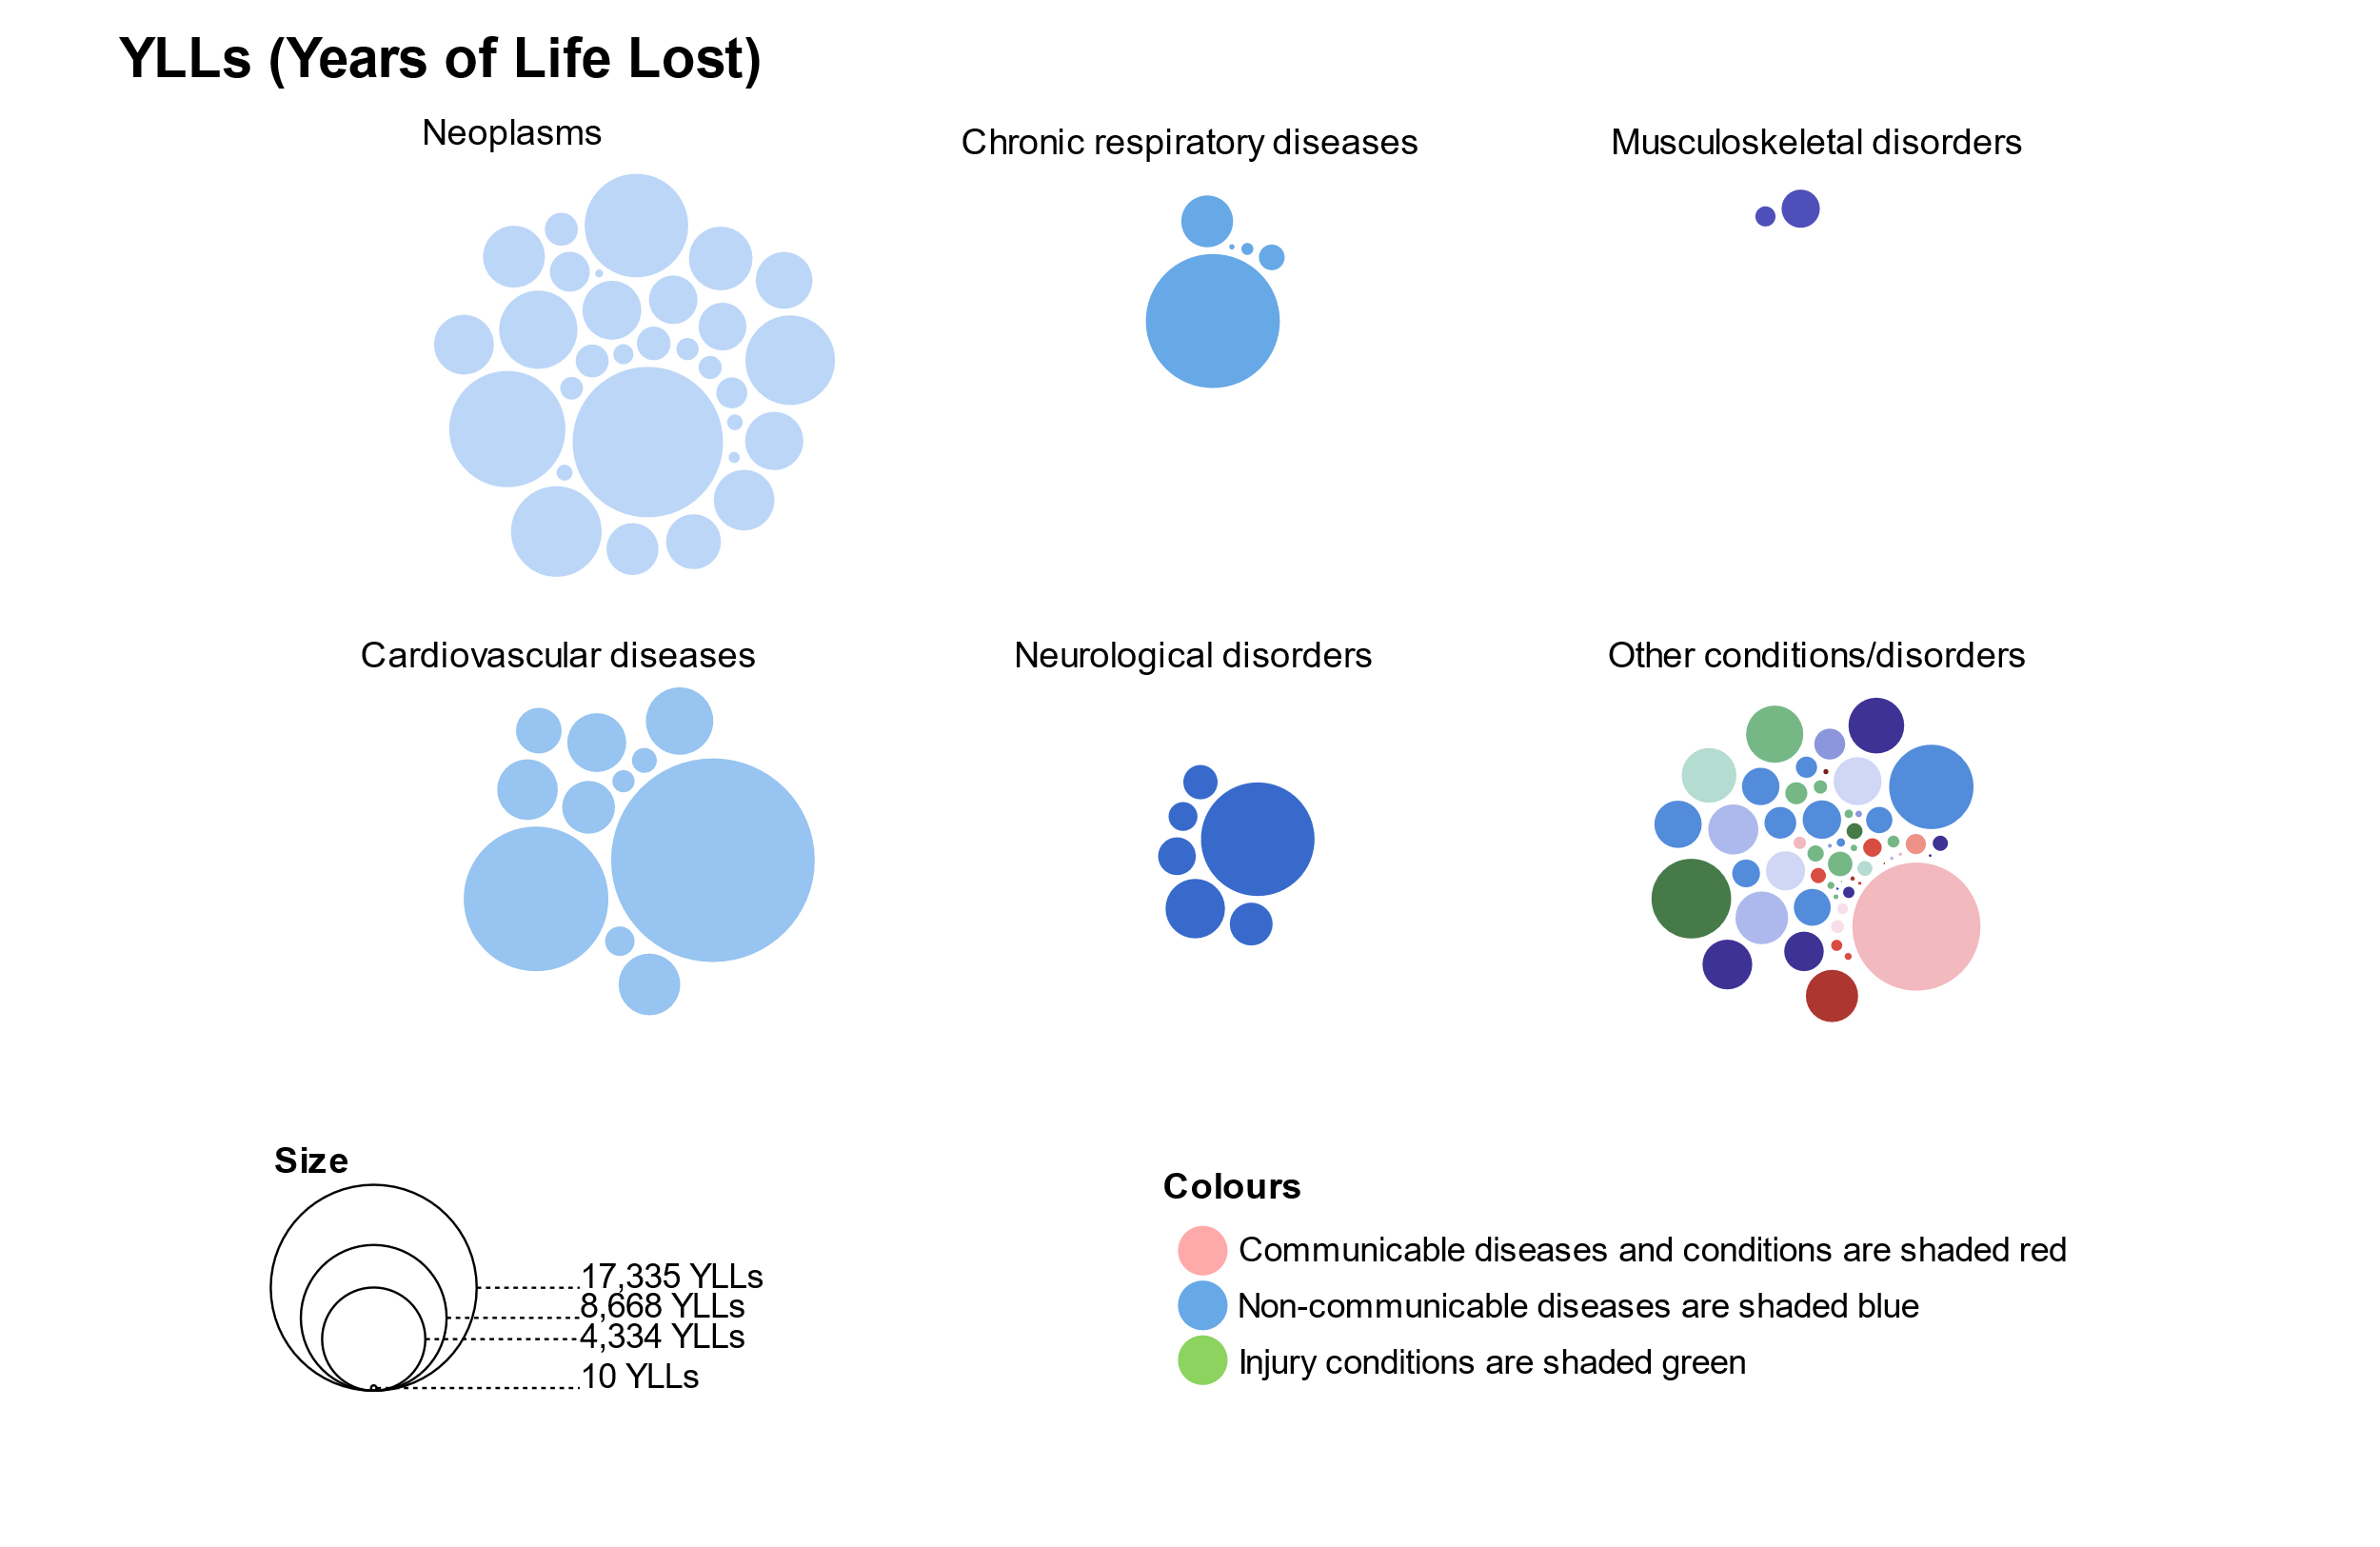 YLLs (Years of Life Lost)
Neoplasms
Chronic respiratory diseases
Musculoskeletal disorders
Cardiovascular diseases
Neurological disorders
Other conditions/disorders
Size
17,335 YLLs
8,668 YLLs
4,334 YLLs
10 YLLs
Colours
Communicable diseases and conditions are shaded red
Non-communicable diseases are shaded blue
Injury conditions are shaded green